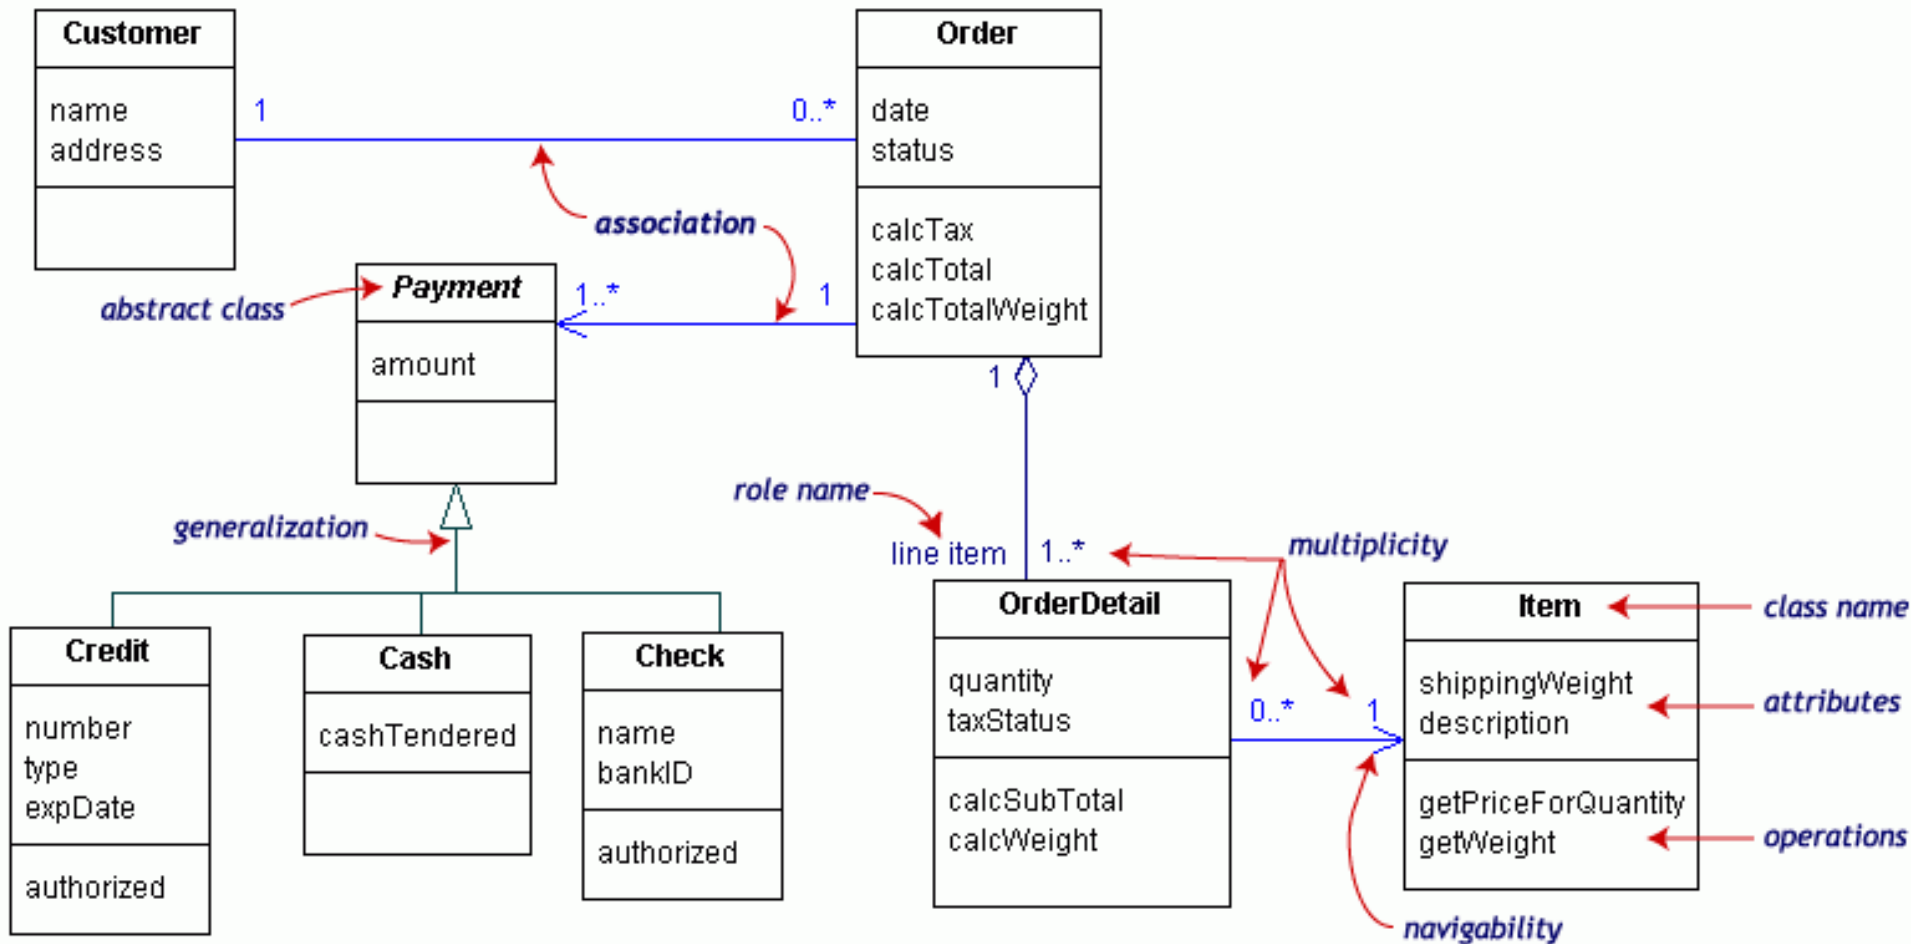 Customer
name
address
1
0..*
Order
date
status
calcTax
calcTotal
calcTotalWeight
association
abstract class
Payment
amount
1..*
1
1
generalization
role name
line item
1..*
multiplicity
Credit
number
type
expDate
authorized
Cash
cashTendered
Check
name
bankID
authorized
OrderDetail
quantity
taxStatus
calcSubTotal
calcWeight
0..*
1
Item
shippingWeight
description
getPriceForQuantity
getWeight
class name
attributes
operations
navigability